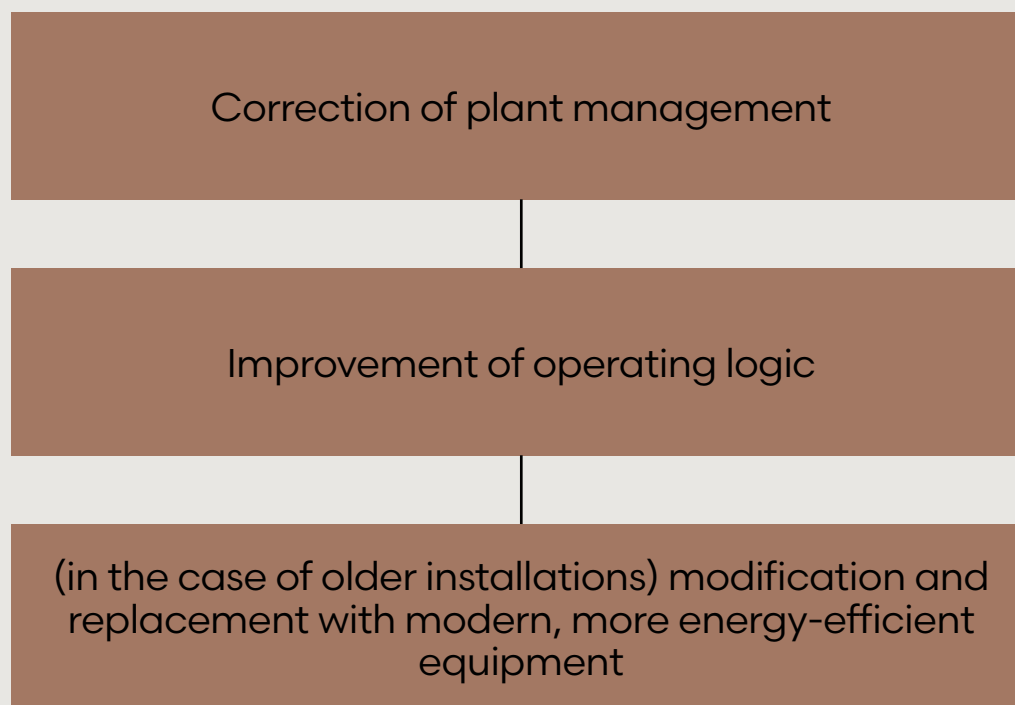 Correction of plant management
Improvement of operating logic
(in the case of older installations) modification and
replacement with modern, more energy-efficient
equipment